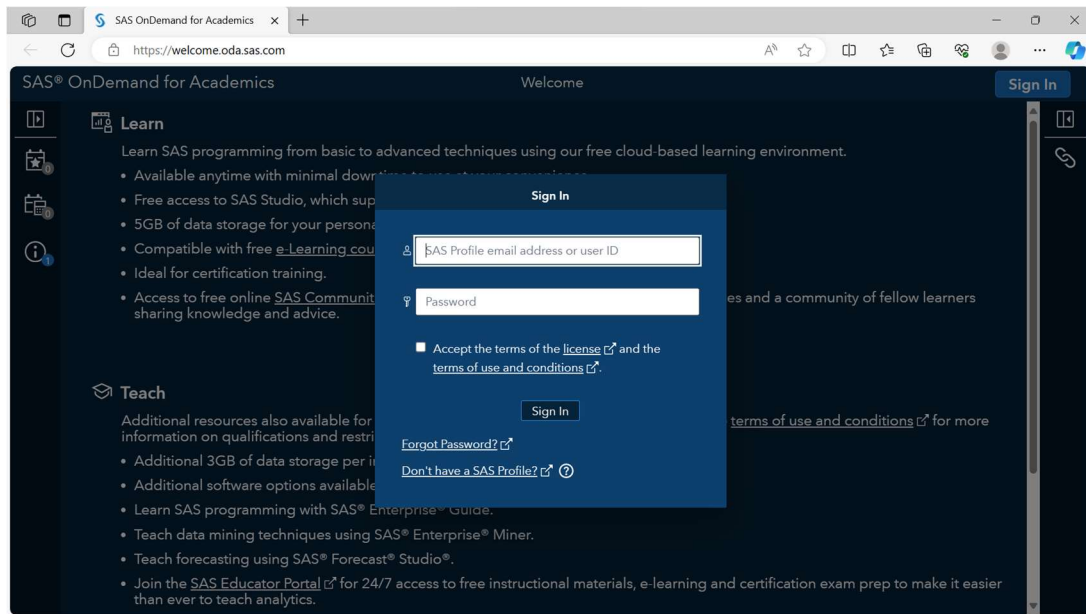 SAS OnDemand for Academics
https://welcome.oda.sas.com
SAS® OnDemand for Academics
Welcome
Sign In
Learn
Learn SAS programming from basic to advanced techniques using our free cloud-based learning environment.
• Available anytime with minimal
• Free access to SAS Studio, which
• 5GB of data storage for your
• Compatible with free e-Learning
• Ideal for certification training.
• Access to free online SAS es and a community of fellow learners
sharing knowledge and advice.
Sign In
SAS Profile email address or user ID
Password
Accept the terms of the license and the
terms of use and conditions.
Sign In
Forgot Password?
Don't have a SAS Profile?
Teach
Additional resources also available for terms of use and conditions for more
information on qualifications and
• Additional 3GB of data storage per
• Additional software options available
• Learn SAS programming with SAS® Enterprise® Guide.
• Teach data mining techniques using SAS® Enterprise® Miner.
• Teach forecasting using SAS® Forecast® Studio®.
• Join the SAS Educator Portal for 24/7 access to free instructional materials, e-learning and certification exam prep to make it easier
than ever to teach analytics.
0
0
1